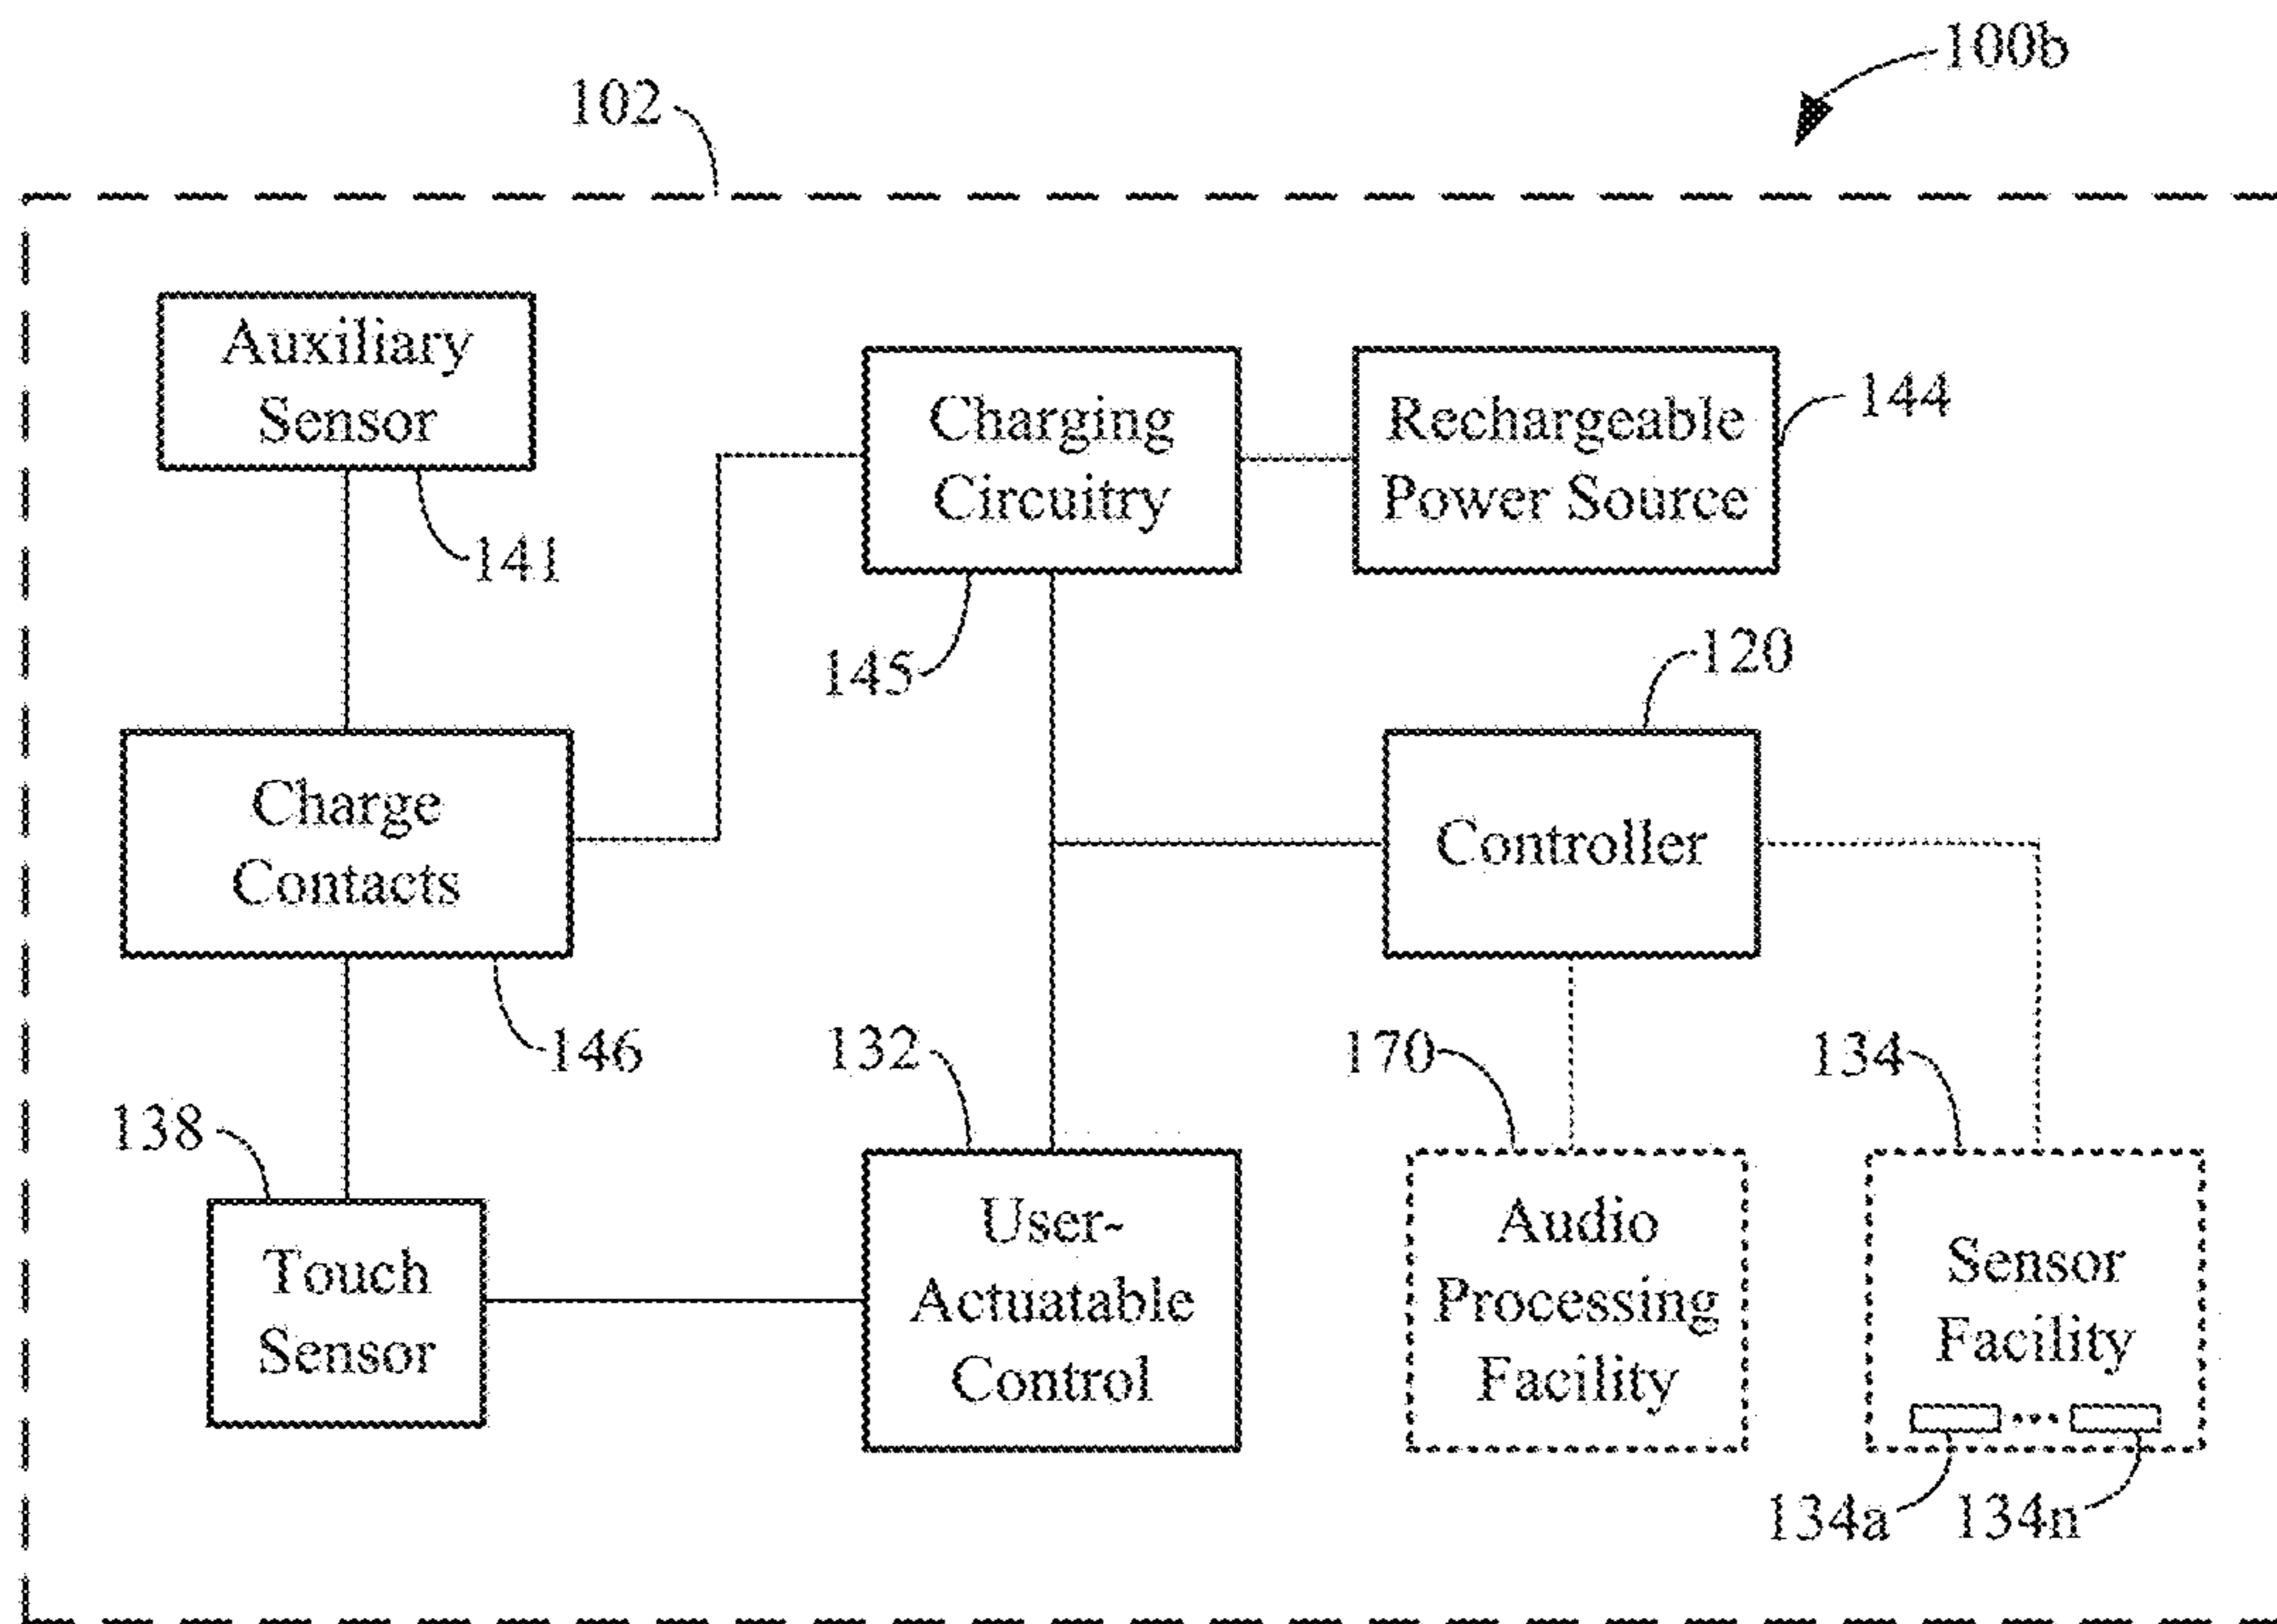 100b
102
Auxiliary
Sensor
141
Charging
Circuitry
145
Rechargeable
Power Source
144
120
Charge
Contacts
146
Controller
138
Touch
Sensor
132
User-
Actuatable
Control
170
Audio
Processing
Facility
134
Sensor
Facility
134a
134n